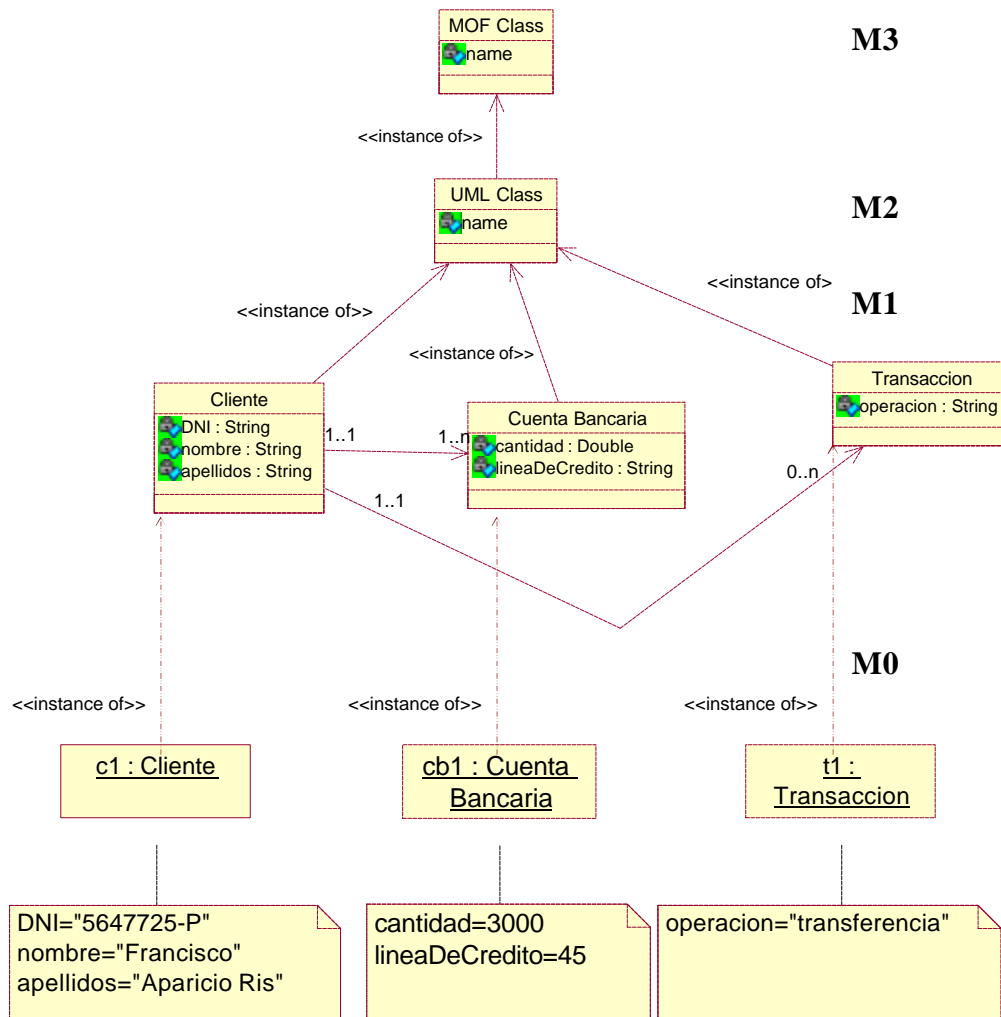 MOF Class
name
M3
<<instance of>>
UML Class
name
M2
<<instance of>>
<<instance of>>
<<instance of>
M1
Cliente
DNI : String
nombre : String
apellidos : String
1..1
1..n
1..1
Cuenta Bancaria
cantidad : Double
lineaDeCredito : String
Transaccion
operacion : String
0..n
M0
<<instance of>>
<<instance of>>
<<instance of>>
c1 : Cliente
cb1 : Cuenta
Bancaria
t1 :
Transaccion
DNI="5647725-P"
nombre="Francisco"
apellidos="Aparicio Ris"
cantidad=3000
lineaDeCredito=45
operacion="transferencia"